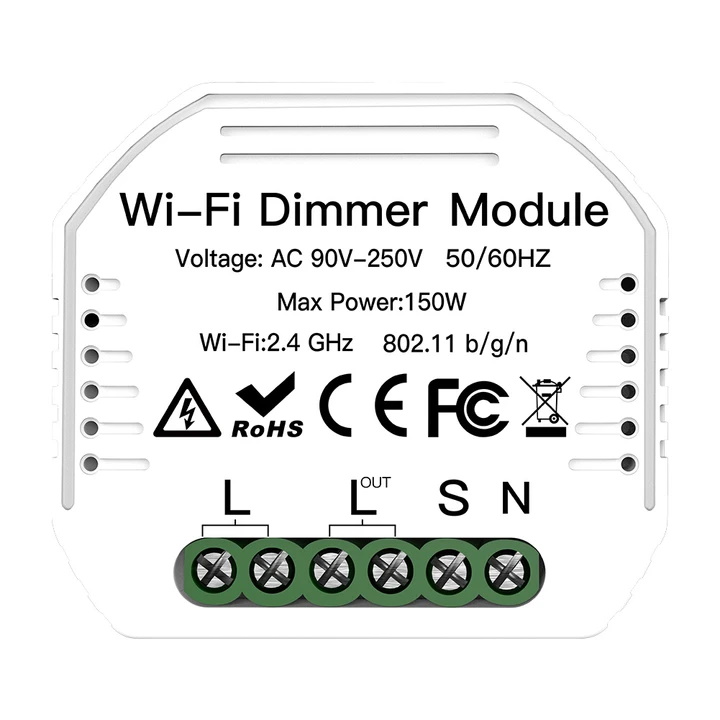 Wi-Fi Dimmer Module
Voltage: AC 90V-250V 50/60HZ
Max Power:150W
Wi-Fi:2.4 GHz 802.11 b/g/n
RoHS CE FC
L L OUT S N